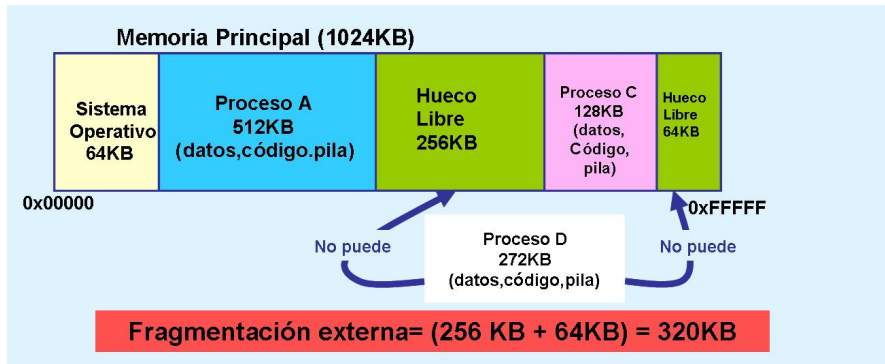 Memoria Principal (1024KB)
Sistema
Operativo
64KB
Proceso A
512KB
(datos,código.pila)
Hueco
Libre
256KB
Proceso C
128KB
(datos,
Código,
pila)
Hueco
Libre
64KB
0x00000
0xFFFFF
No puede
Proceso D
272KB
(datos,código,pila)
No puede
Fragmentación externa= (256 KB + 64KB) = 320KB